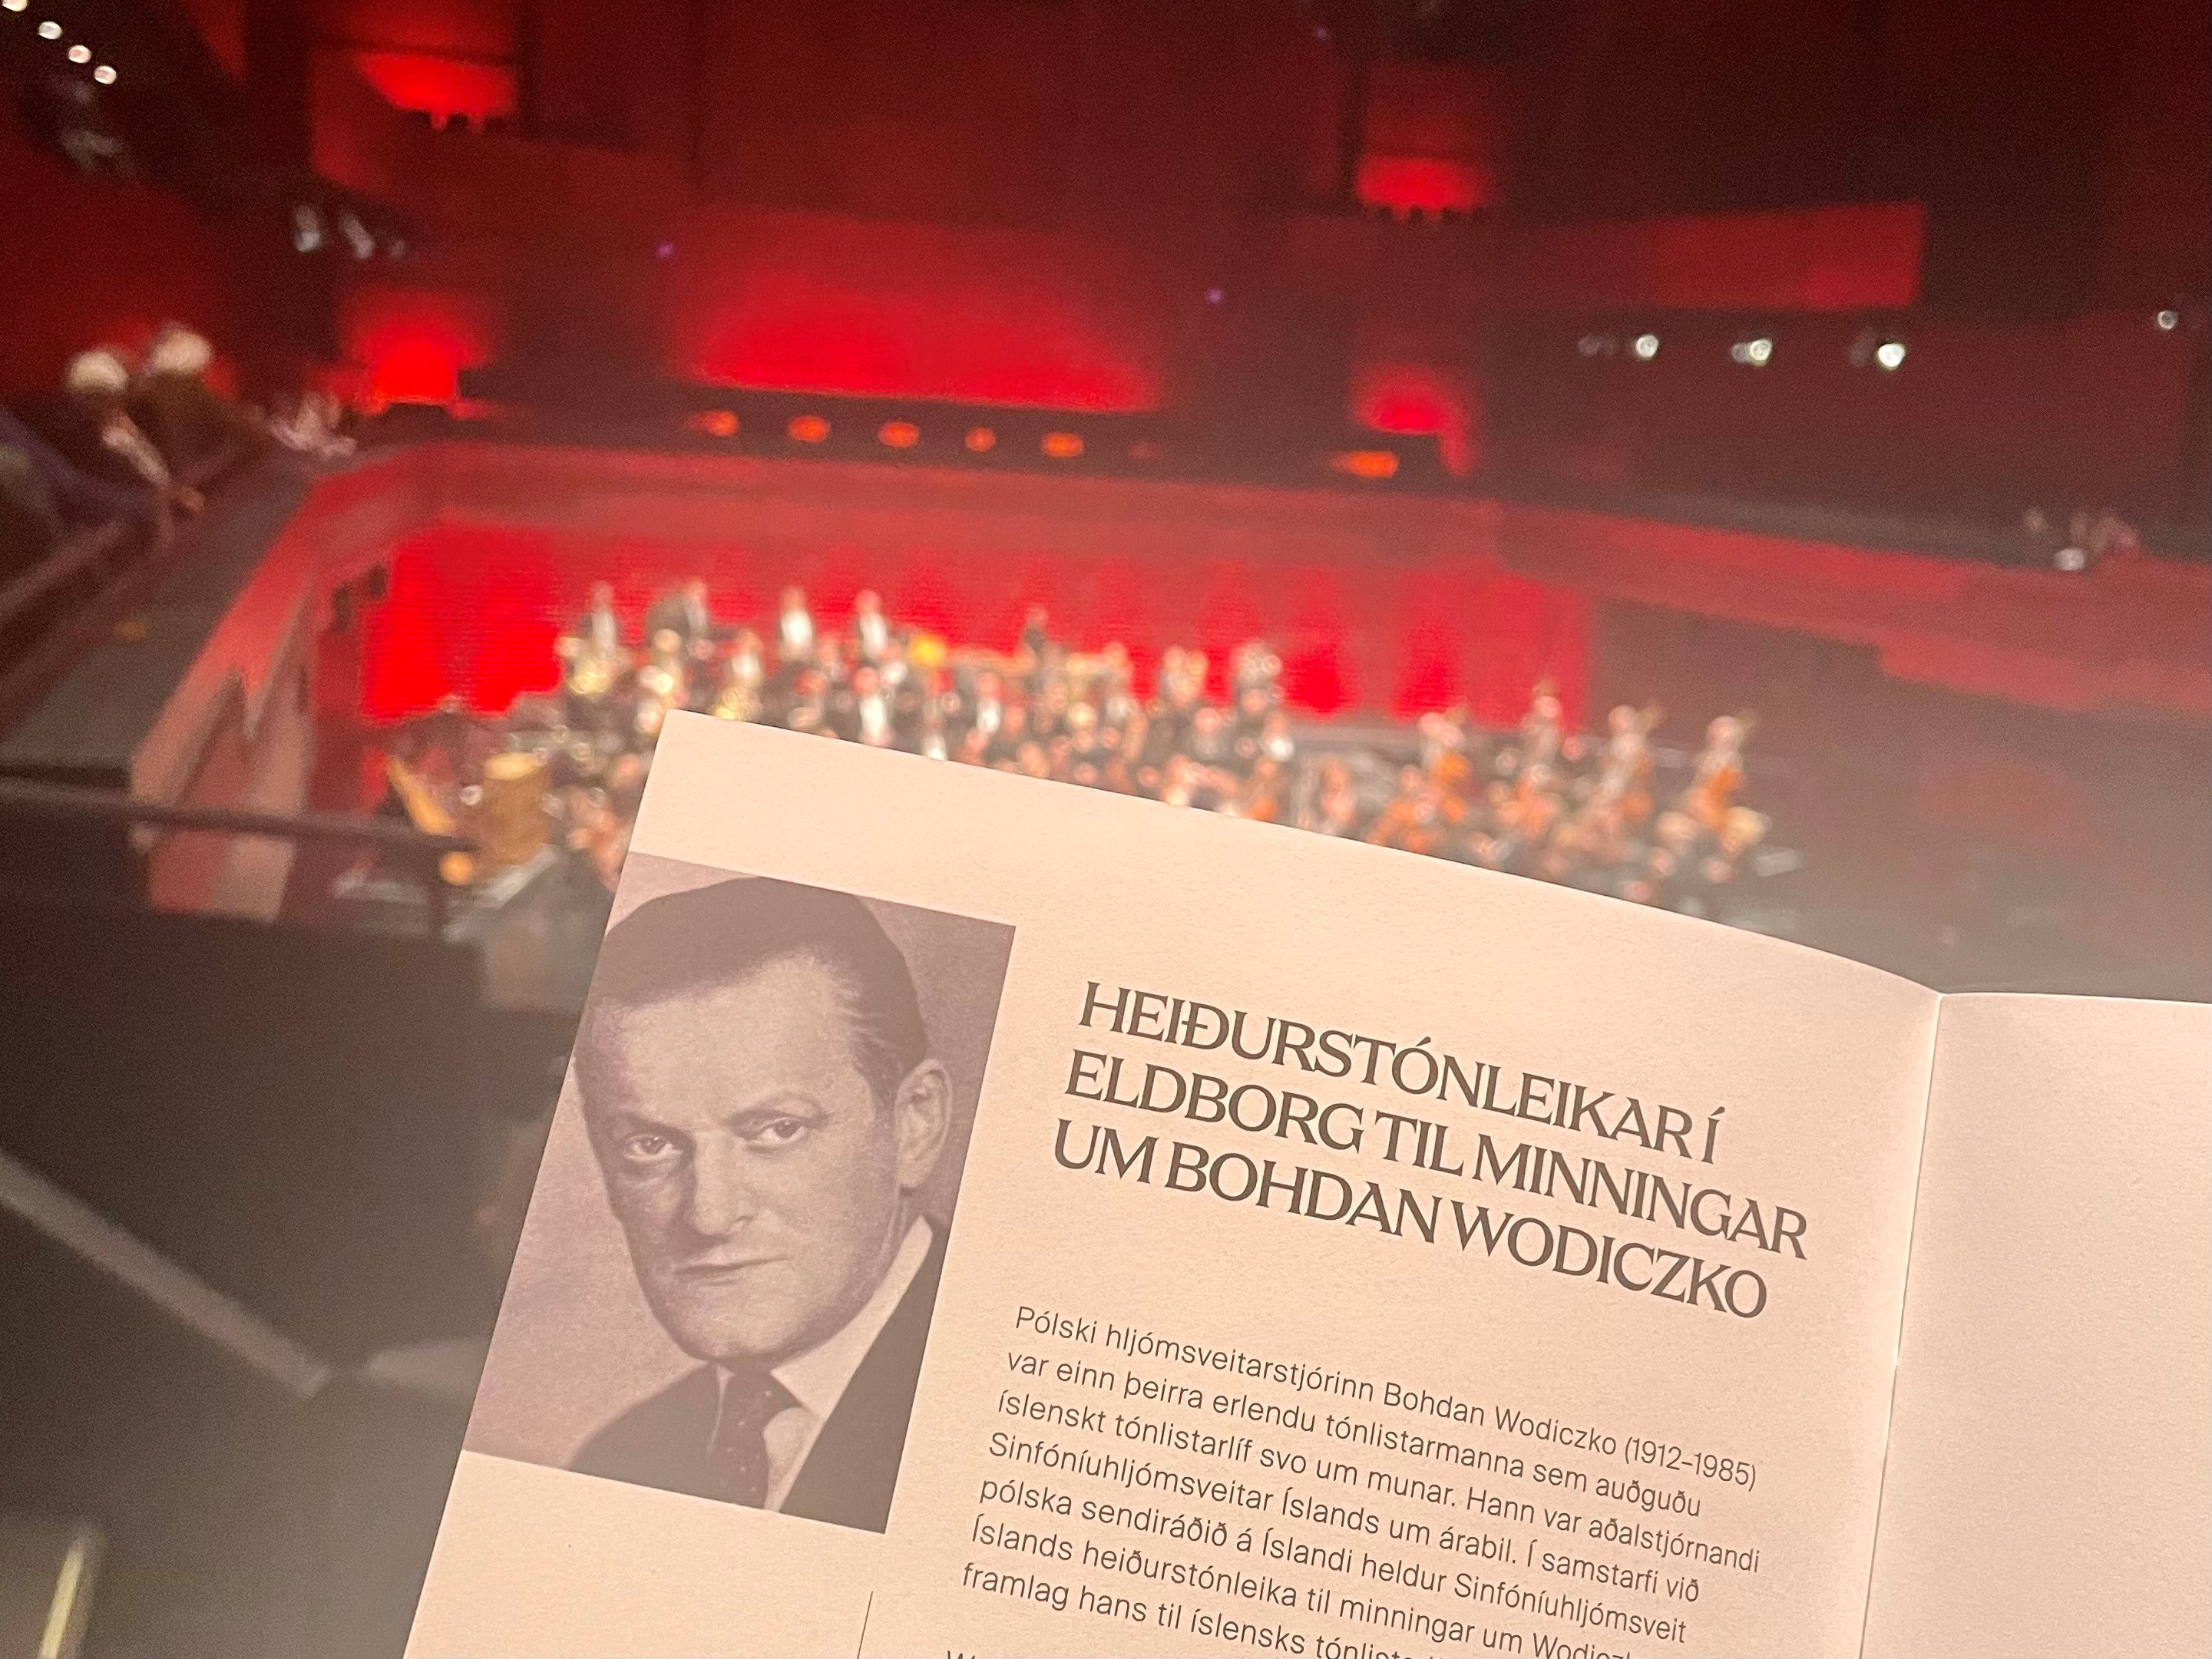 HEIÐURSTÓNLEIKAR Í
ELDBORG TIL MINNINGAR
UM BOHDAN WODICZKO
Pólski hljómsveitarstjórinn Bohdan Wodiczko (1912–1985)
var einn þeirra erlendu tónlistarmanna sem auðguðu
íslenskt tónlistarlíf svo um munar. Hann var aðalstjórnandi
Sinfóníuhljómsveitar Íslands um árabil. Í samstarfi við
pólska sendiráðið á Íslandi heldur Sinfóníuhljómsveit
Íslands heiðurstónleika til minningar um
framlag hans til íslensks